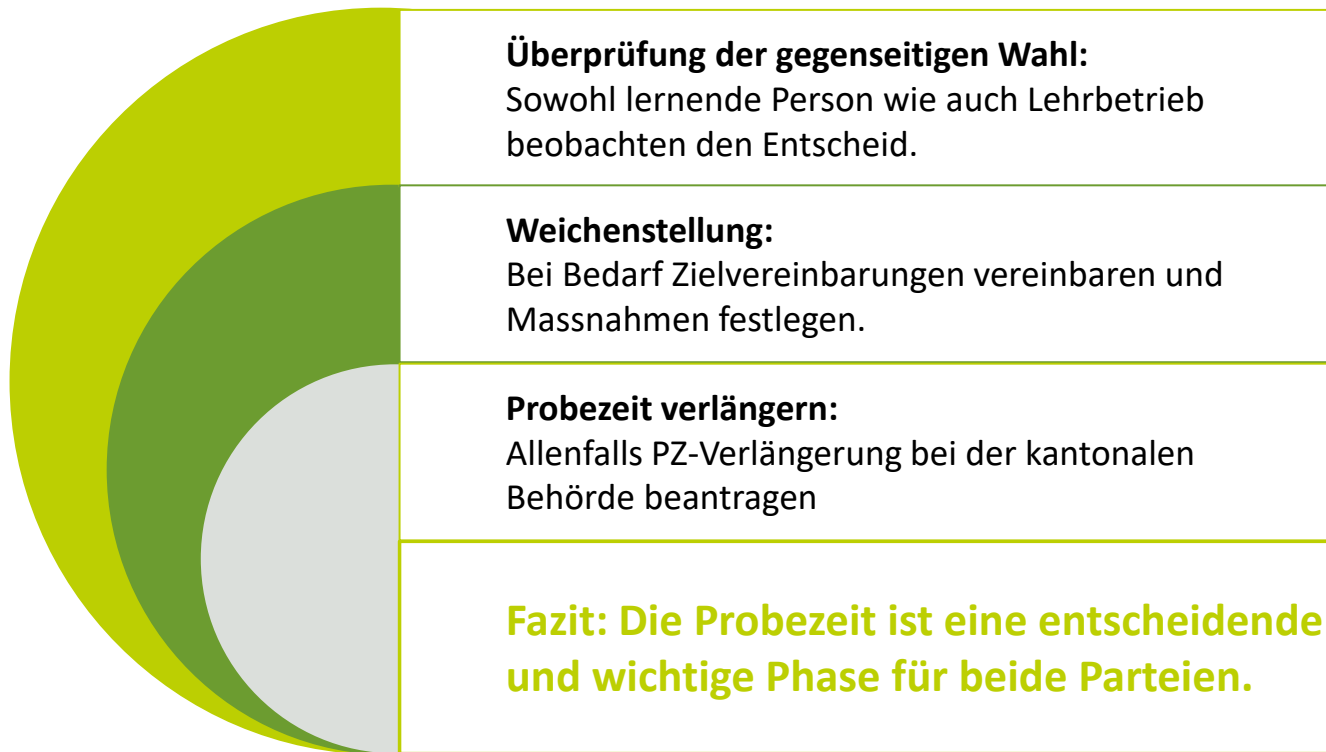 Überprüfung der gegenseitigen Wahl:
Sowohl lernende Person wie auch Lehrbetrieb
beobachten den Entscheid.
Weichenstellung:
Bei Bedarf Zielvereinbarungen vereinbaren und
Massnahmen festlegen.
Probezeit verlängern:
Allenfalls PZ-Verlängerung bei der kantonalen
Behörde beantragen
Fazit: Die Probezeit ist eine entscheidende
und wichtige Phase für beide Parteien.